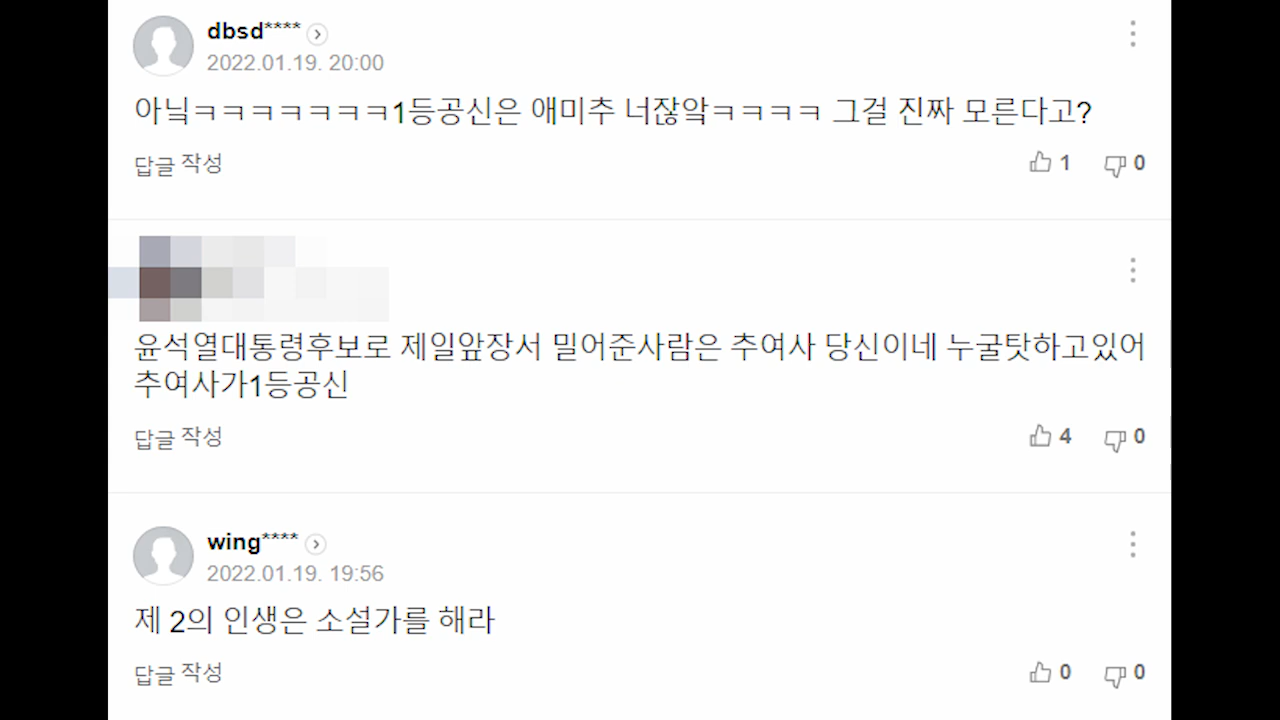 dbsd****
2022.01.19. 20:00
아닠ㅋㅋㅋㅋㅋㅋㅋ1등공신은 애미추 너잖앜ㅋㅋㅋㅋ 그걸 진짜 모른다고?
답글 작성 1 0
윤석열대통령후보로 제일앞장서 밀어준사람은 추여사 당신이네 누굴탓하고있어
추여사가1등공신
답글 작성 4 0
wing****
2022.01.19. 19:56
제 2의 인생은 소설가를 해라
답글 작성 0 0